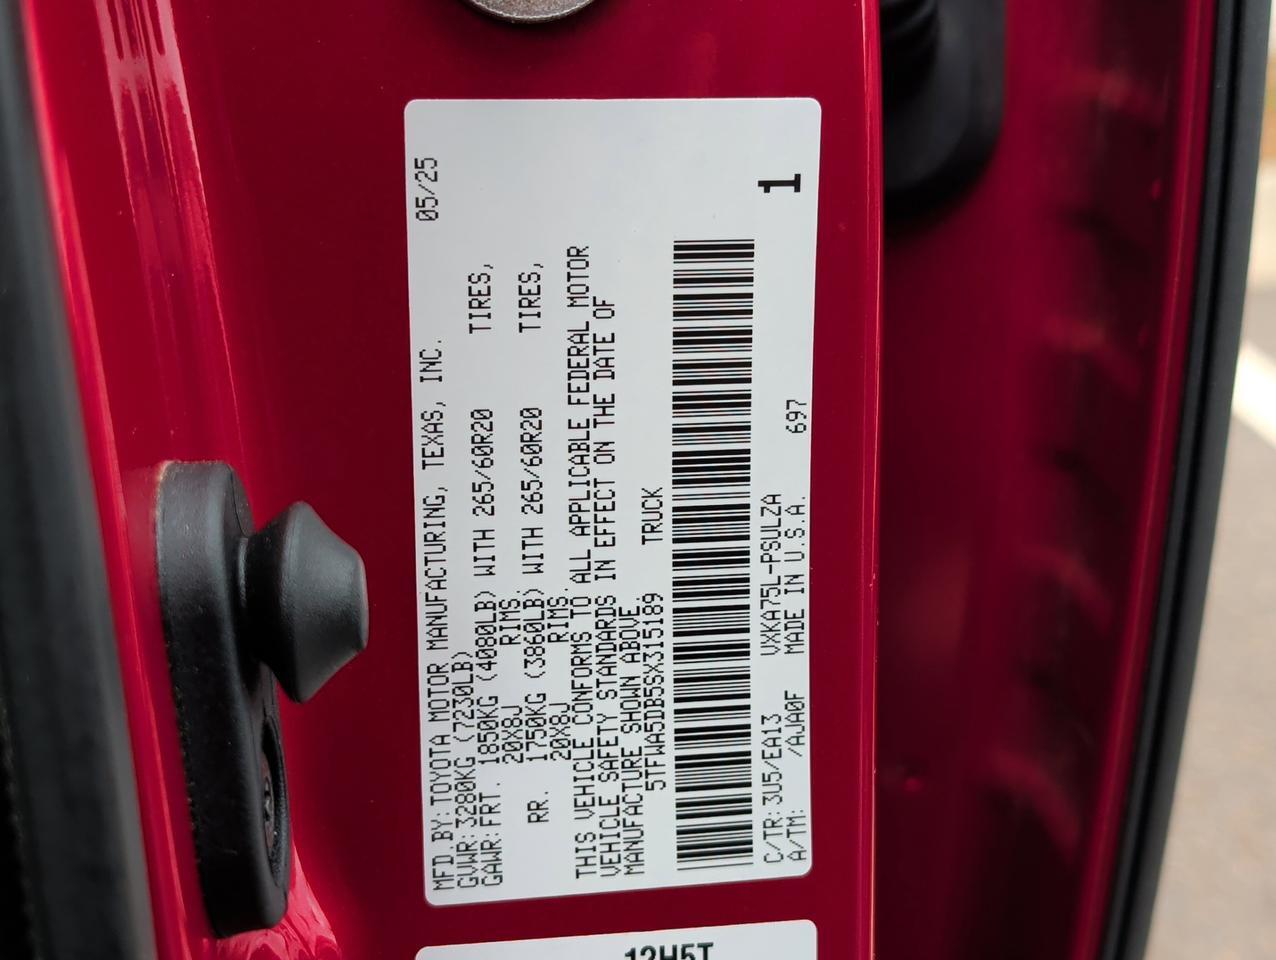 MFD.BY:TOYOTA MOTOR MANUFACTURING, TEXAS, INC. 05/25
GVWR:3280KG (7230LB)
GAWR:FRT. 1850KG (4080LB) WITH 265/60R20 TIRES,
20X8J RIMS
RR. 1750KG (3860LB) WITH 265/60R20 TIRES,
20X8J RIMS.
THIS VEHICLE CONFORMS TO ALL APPLICABLE FEDERAL MOTOR
VEHICLE SAFETY STANDARDS IN EFFECT ON THE DATE OF
MANUFACTURE SHOWN ABOVE.
5TFWA5DB5SX315189 TRUCK
1
C/TR:3U5/EA13 VXKA75L-PSULZA
A/TM: /AJA0F MADE IN U.S.A. 697
12H5T